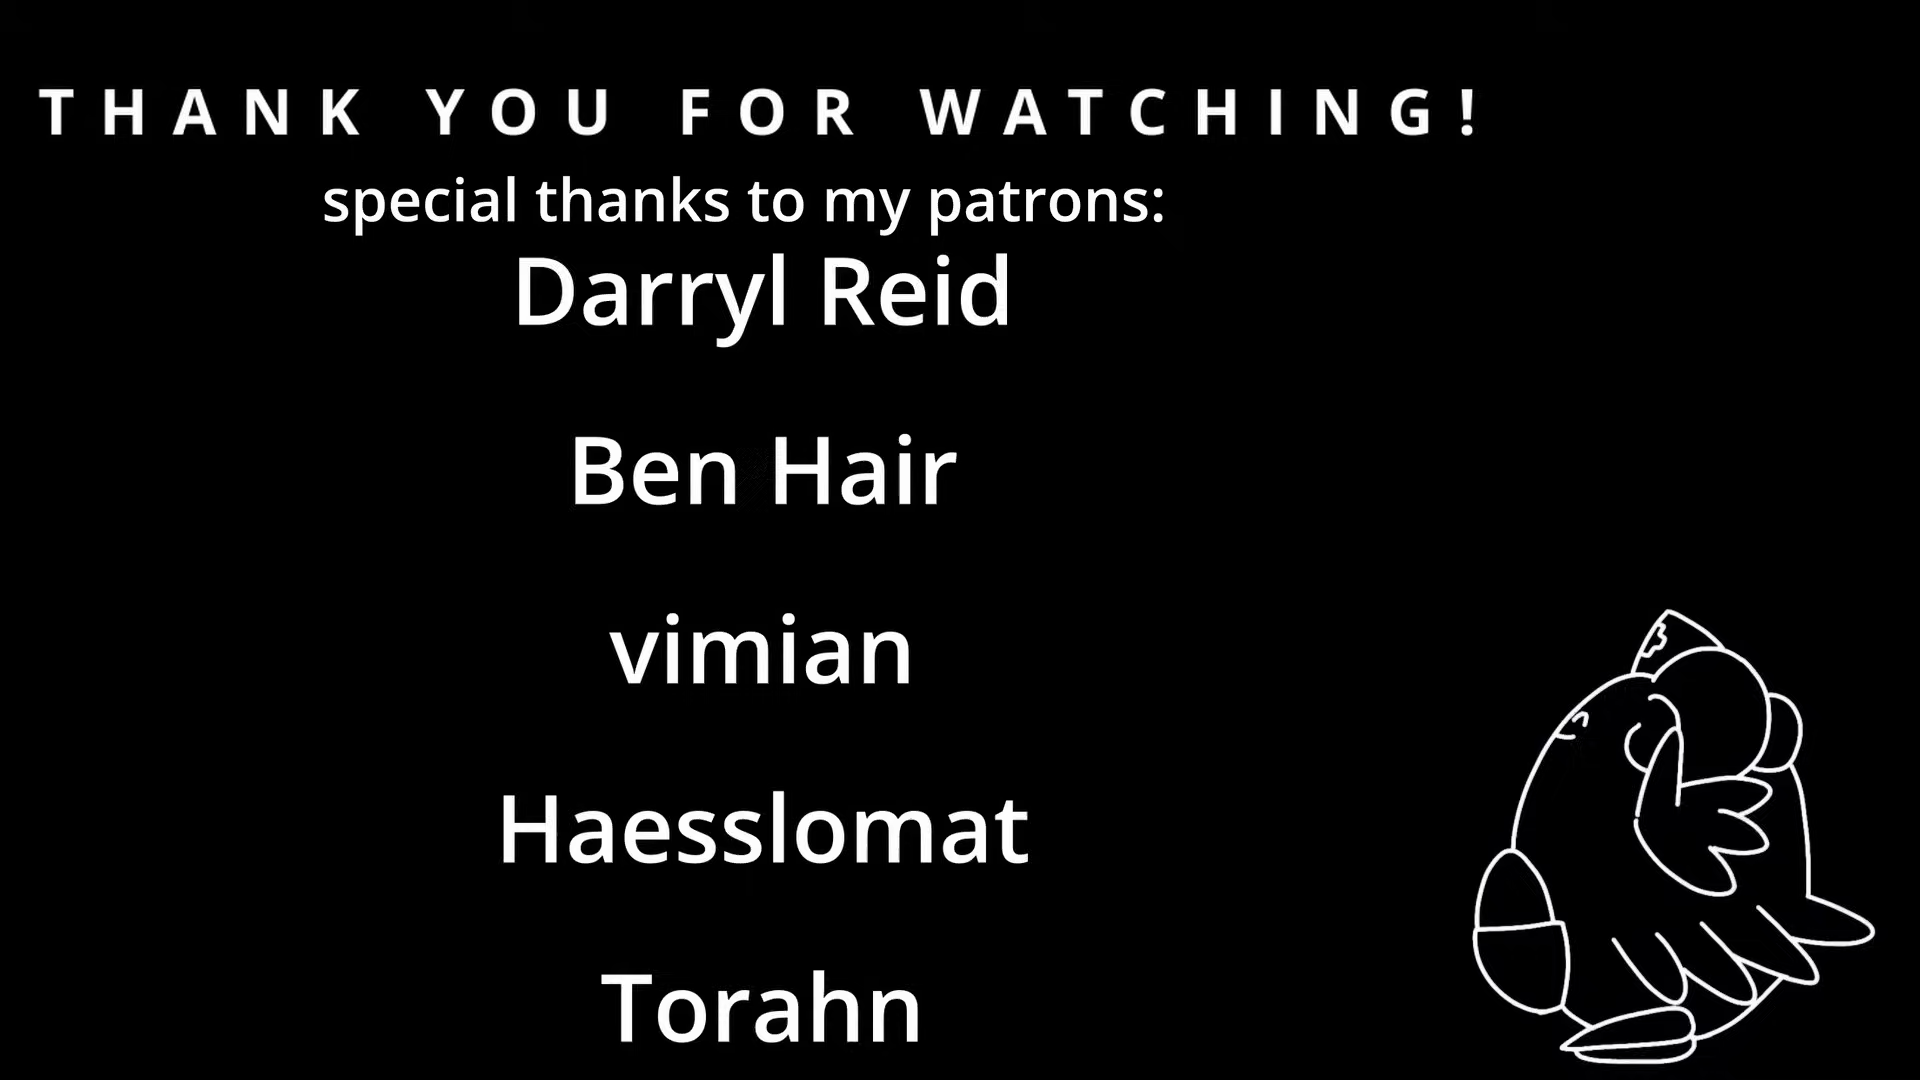 THANK YOU FOR WATCHING!
special thanks to my patrons:
Darryl Reid
Ben Hair
vimian
Haesslomat
Torahn